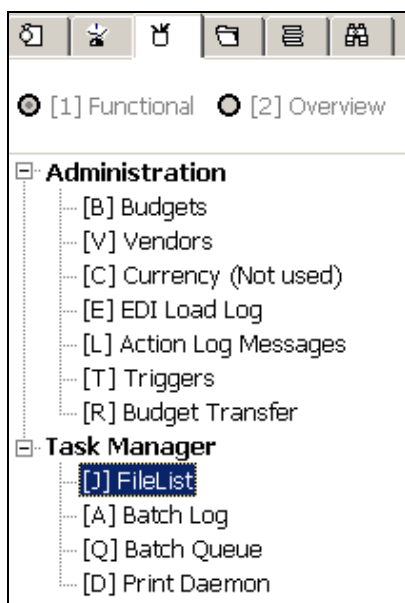 [1] Functional [2] Overview
Administration
[B] Budgets
[V] Vendors
[C] Currency (Not used)
[E] EDI Load Log
[L] Action Log Messages
[T] Triggers
[R] Budget Transfer
Task Manager
[J] FileList
[A] Batch Log
[Q] Batch Queue
[D] Print Daemon